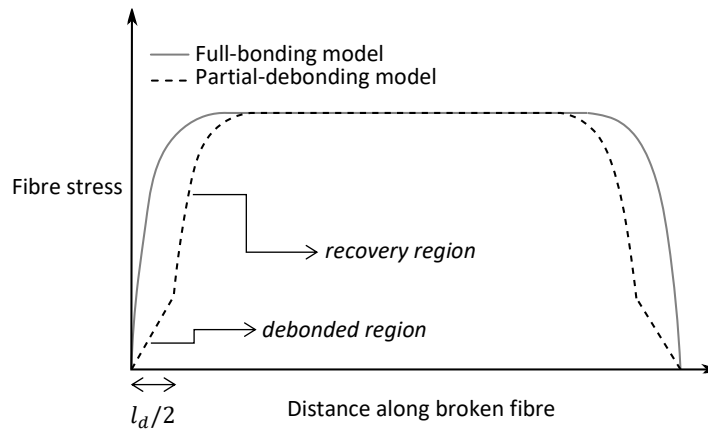 Full-bonding model
Partial-debonding model
Fibre stress
recovery region
debonded region
l_d/2
Distance along broken fibre